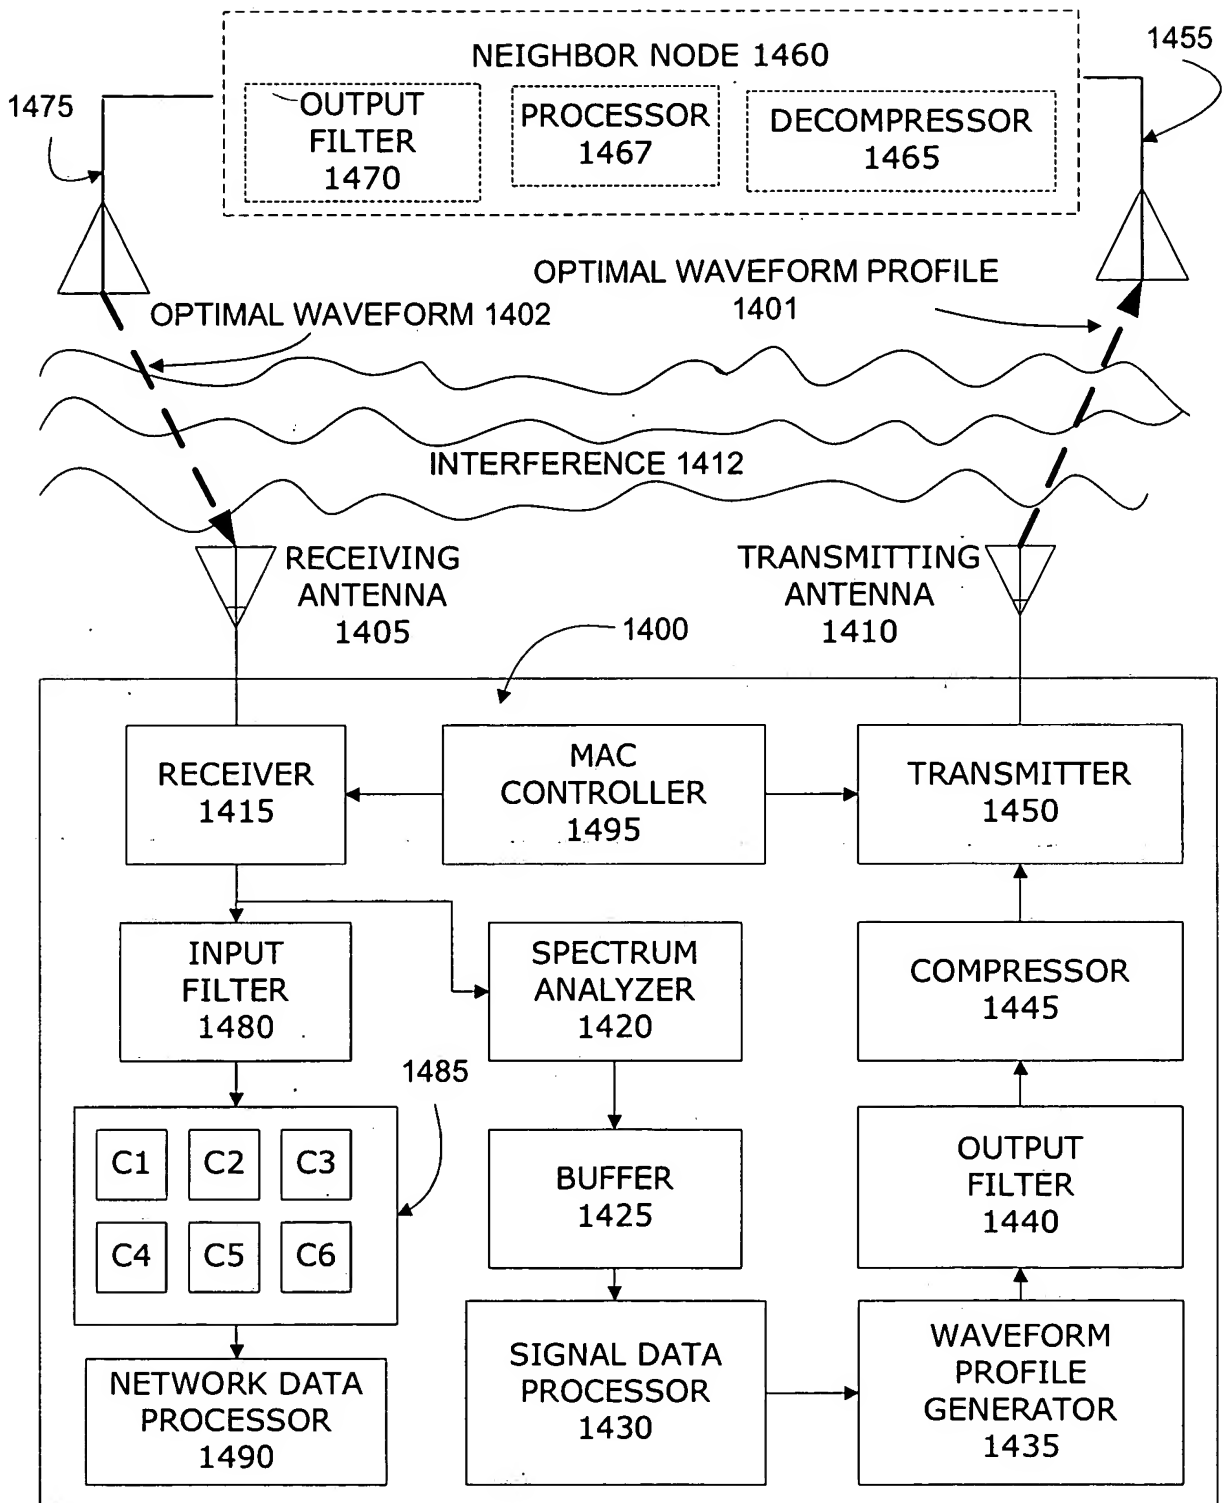 1455
NEIGHBOR NODE 1460
1475
OUTPUT
FILTER
1470
PROCESSOR
1467
DECOMPRESSOR
1465
OPTIMAL WAVEFORM PROFILE
1401
OPTIMAL WAVEFORM 1402
INTERFERENCE 1412
RECEIVING
ANTENNA
1405
TRANSMITTING
ANTENNA
1410
1400
RECEIVER
1415
MAC
CONTROLLER
1495
TRANSMITTER
1450
INPUT
FILTER
1480
SPECTRUM
ANALYZER
1420
COMPRESSOR
1445
1485
C1
C2
C3
C4
C5
C6
BUFFER
1425
OUTPUT
FILTER
1440
NETWORK DATA
PROCESSOR
1490
SIGNAL DATA
PROCESSOR
1430
WAVEFORM
PROFILE
GENERATOR
1435